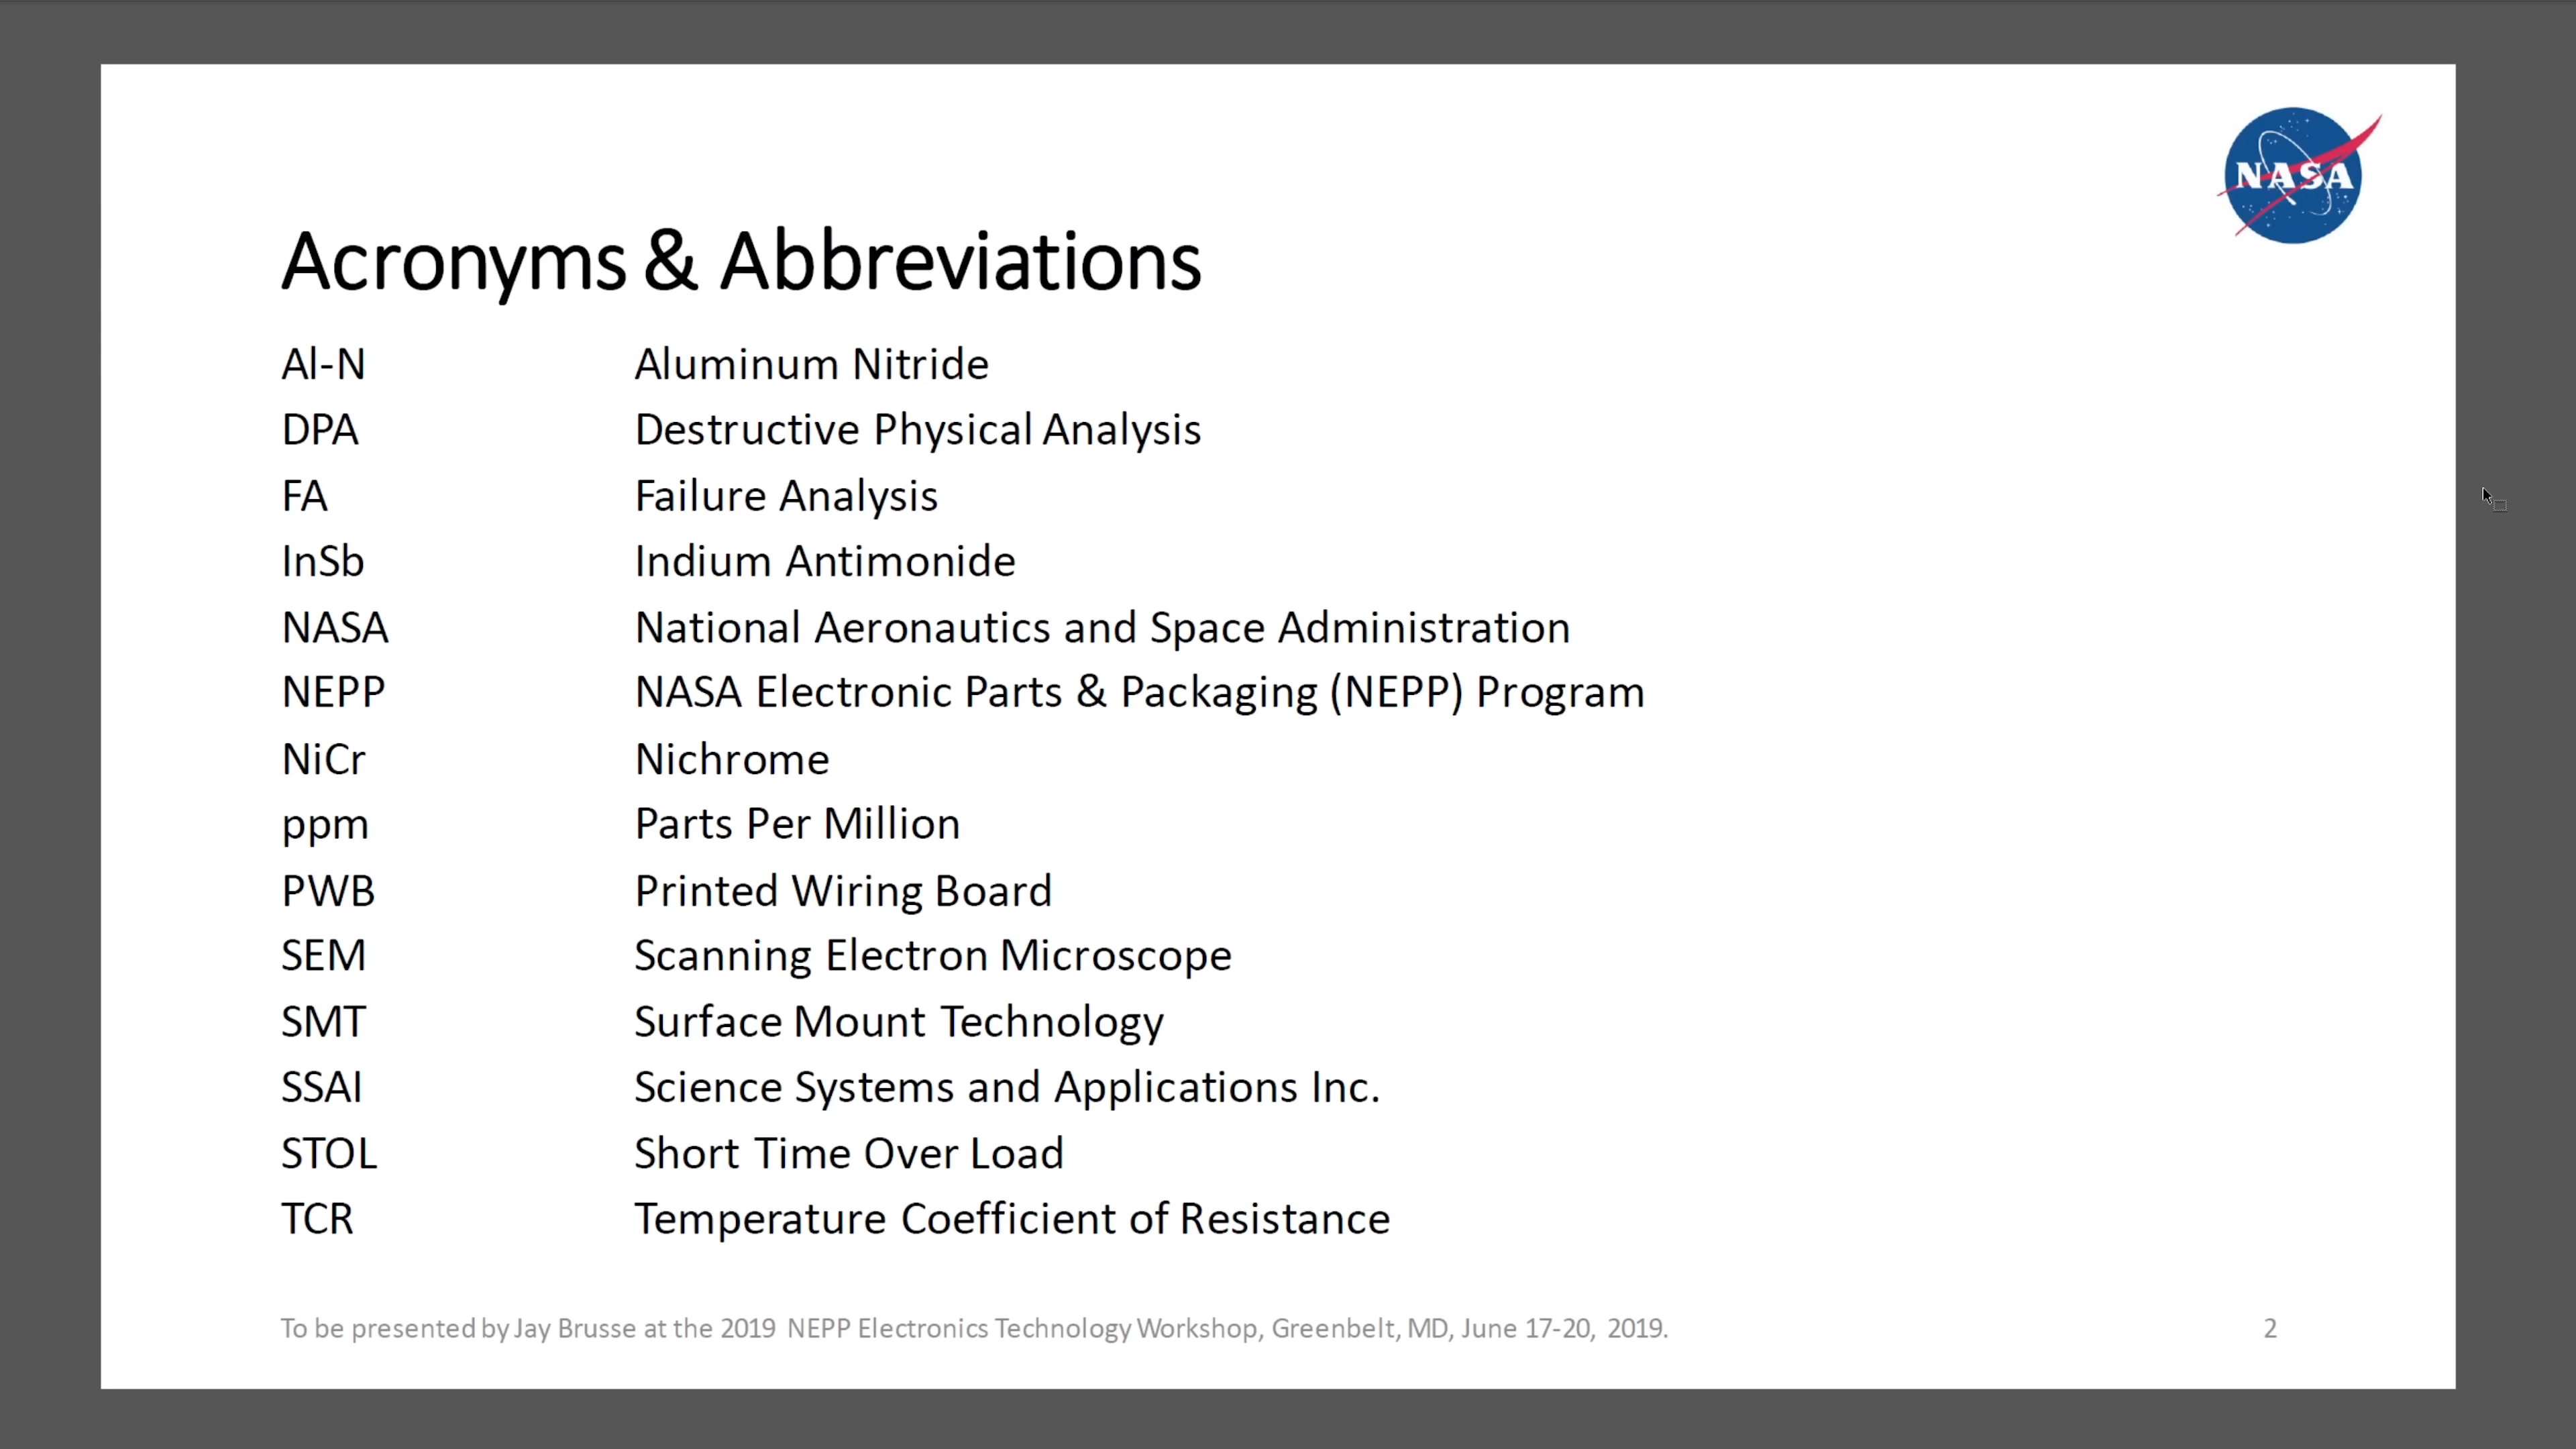 NASA
Acronyms & Abbreviations
Al-N Aluminum Nitride
DPA Destructive Physical Analysis
FA Failure Analysis
InSb Indium Antimonide
NASA National Aeronautics and Space Administration
NEPP NASA Electronic Parts & Packaging (NEPP) Program
NiCr Nichrome
ppm Parts Per Million
PWB Printed Wiring Board
SEM Scanning Electron Microscope
SMT Surface Mount Technology
SSAI Science Systems and Applications Inc.
STOL Short Time Over Load
TCR Temperature Coefficient of Resistance
To be presented by Jay Brusse at the 2019 NEPP Electronics Technology Workshop, Greenbelt, MD, June 17-20, 2019. 2